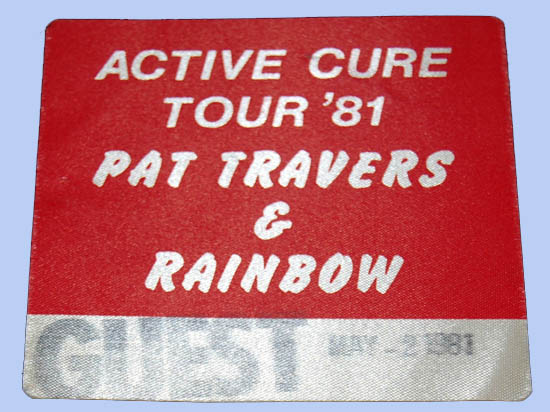 ACTIVE CURE
TOUR '81
PAT TRAVERS
&
RAINBOW
GUEST MAY -2 1981